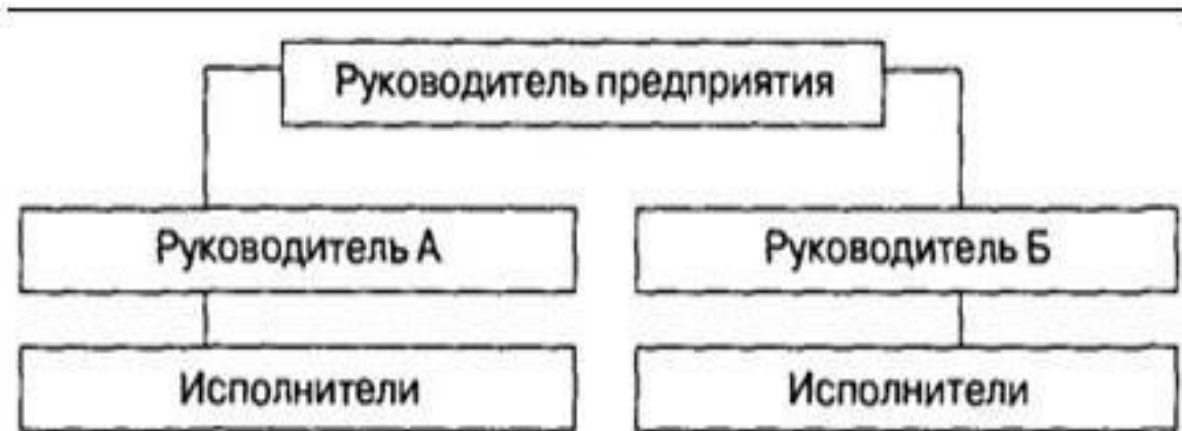 Руководитель предприятия
Руководитель А
Руководитель Б
Исполнители
Исполнители